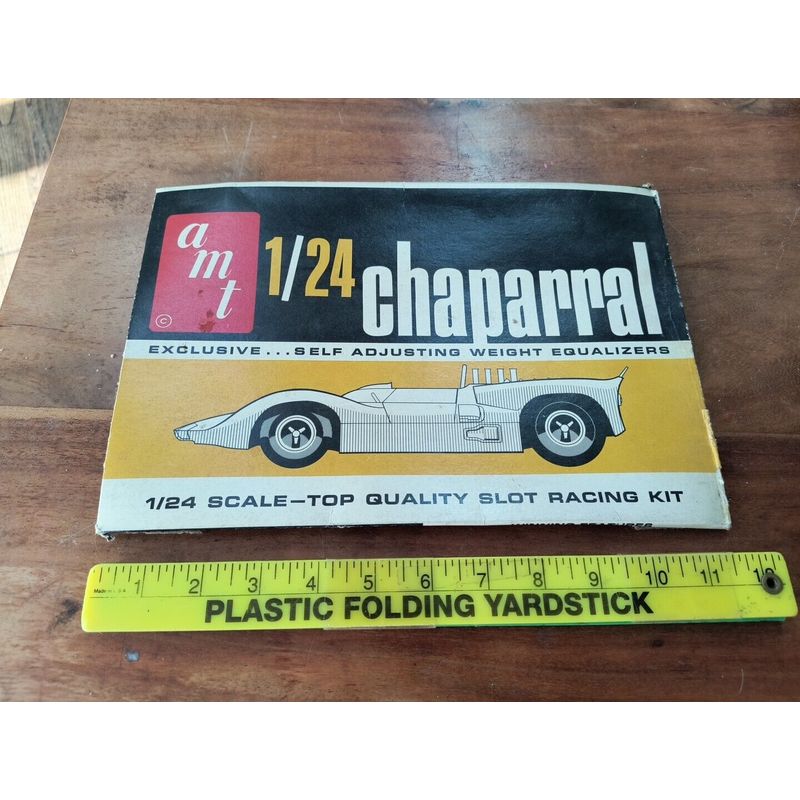 amt
©
1/24 chaparral
EXCLUSIVE...SELF ADJUSTING WEIGHT EQUALIZERS
1/24 SCALE—TOP QUALITY SLOT RACING KIT
1 2 3 4 5 6 7 8 9 10 11
PLASTIC FOLDING YARDSTICK